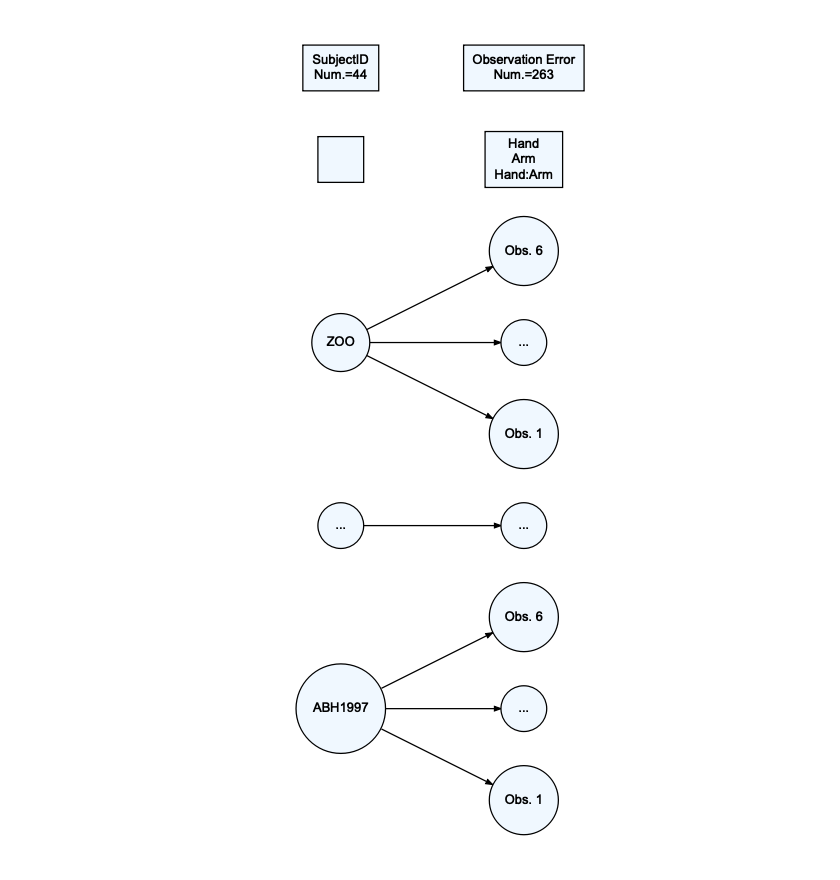 SubjectID
Num.=44
Observation Error
Num.=263
Hand
Arm
Hand:Arm
Obs. 6
ZOO
...
Obs. 1
...
...
Obs. 6
ABH1997
...
Obs. 1